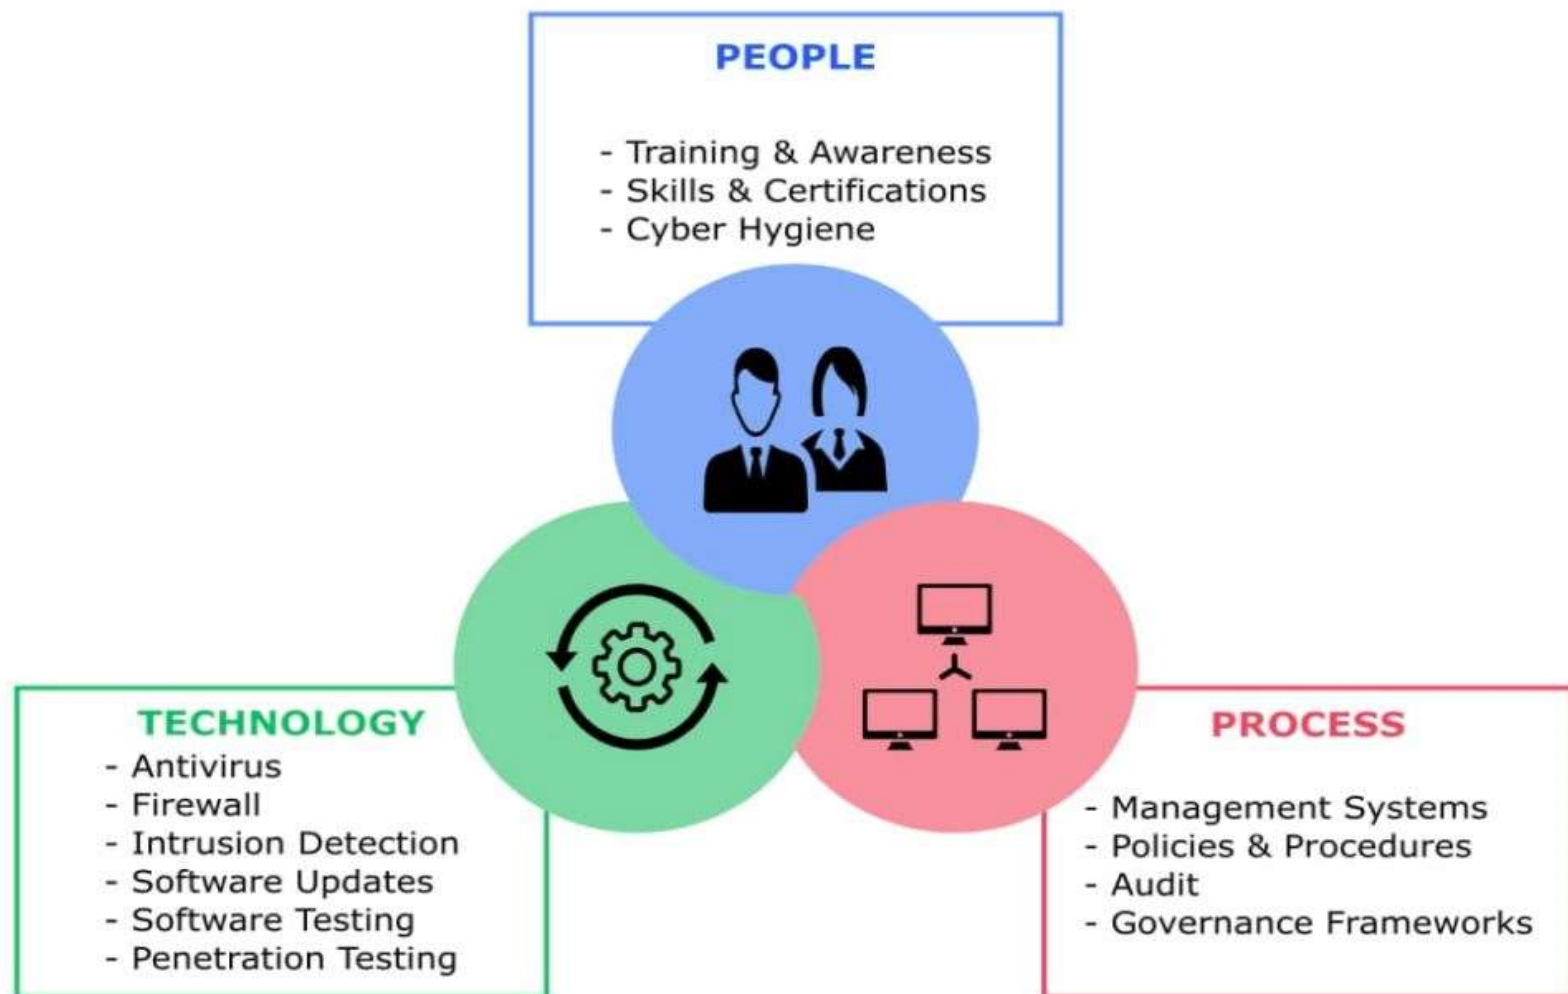 PEOPLE
- Training & Awareness
- Skills & Certifications
- Cyber Hygiene
TECHNOLOGY
- Antivirus
- Firewall
- Intrusion Detection
- Software Updates
- Software Testing
- Penetration Testing
PROCESS
- Management Systems
- Policies & Procedures
- Audit
- Governance Frameworks